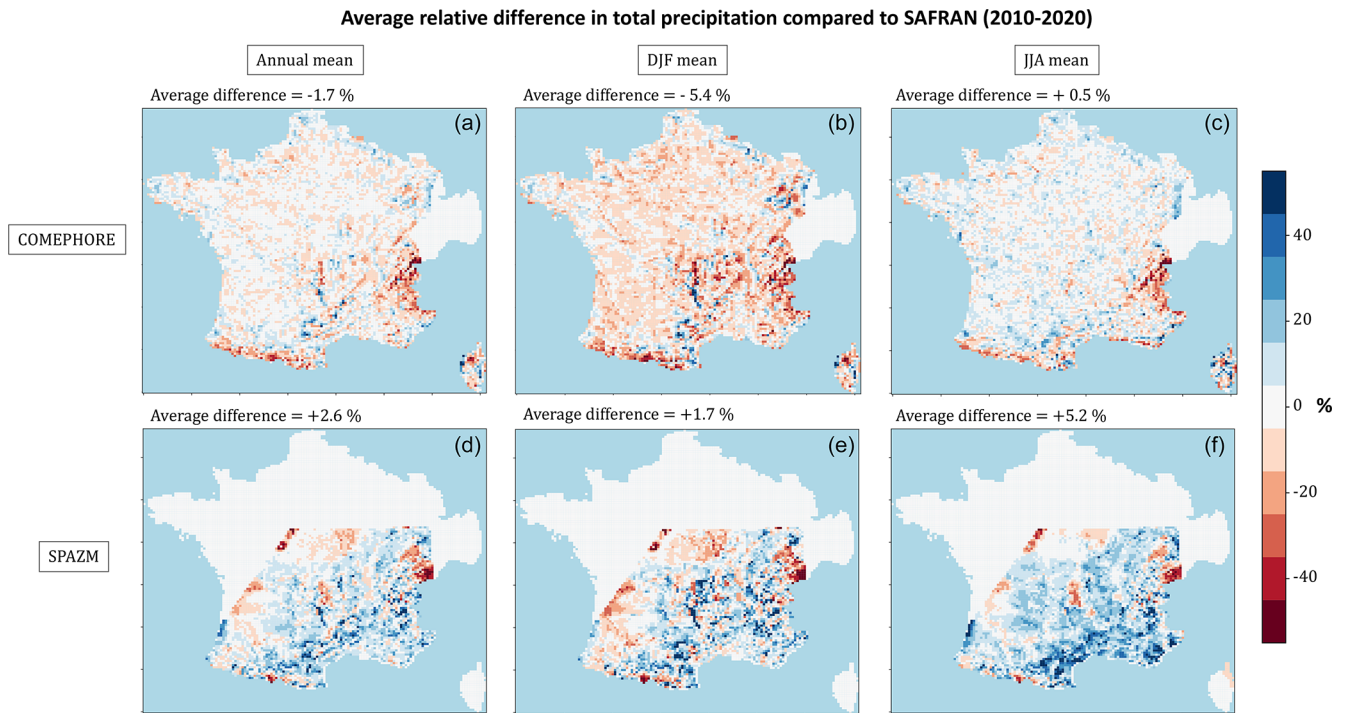 Average relative difference in total precipitation compared to SAFRAN (2010-2020)
Annual mean
DJF mean
JJA mean
Average difference = -1.7 %
Average difference = - 5.4 %
Average difference = + 0.5 %
(a)
(b)
(c)
COMEPHORE
Average difference = +2.6 %
Average difference = +1.7 %
Average difference = +5.2 %
(d)
(e)
(f)
SPAZM
40
20
0 %
-20
-40